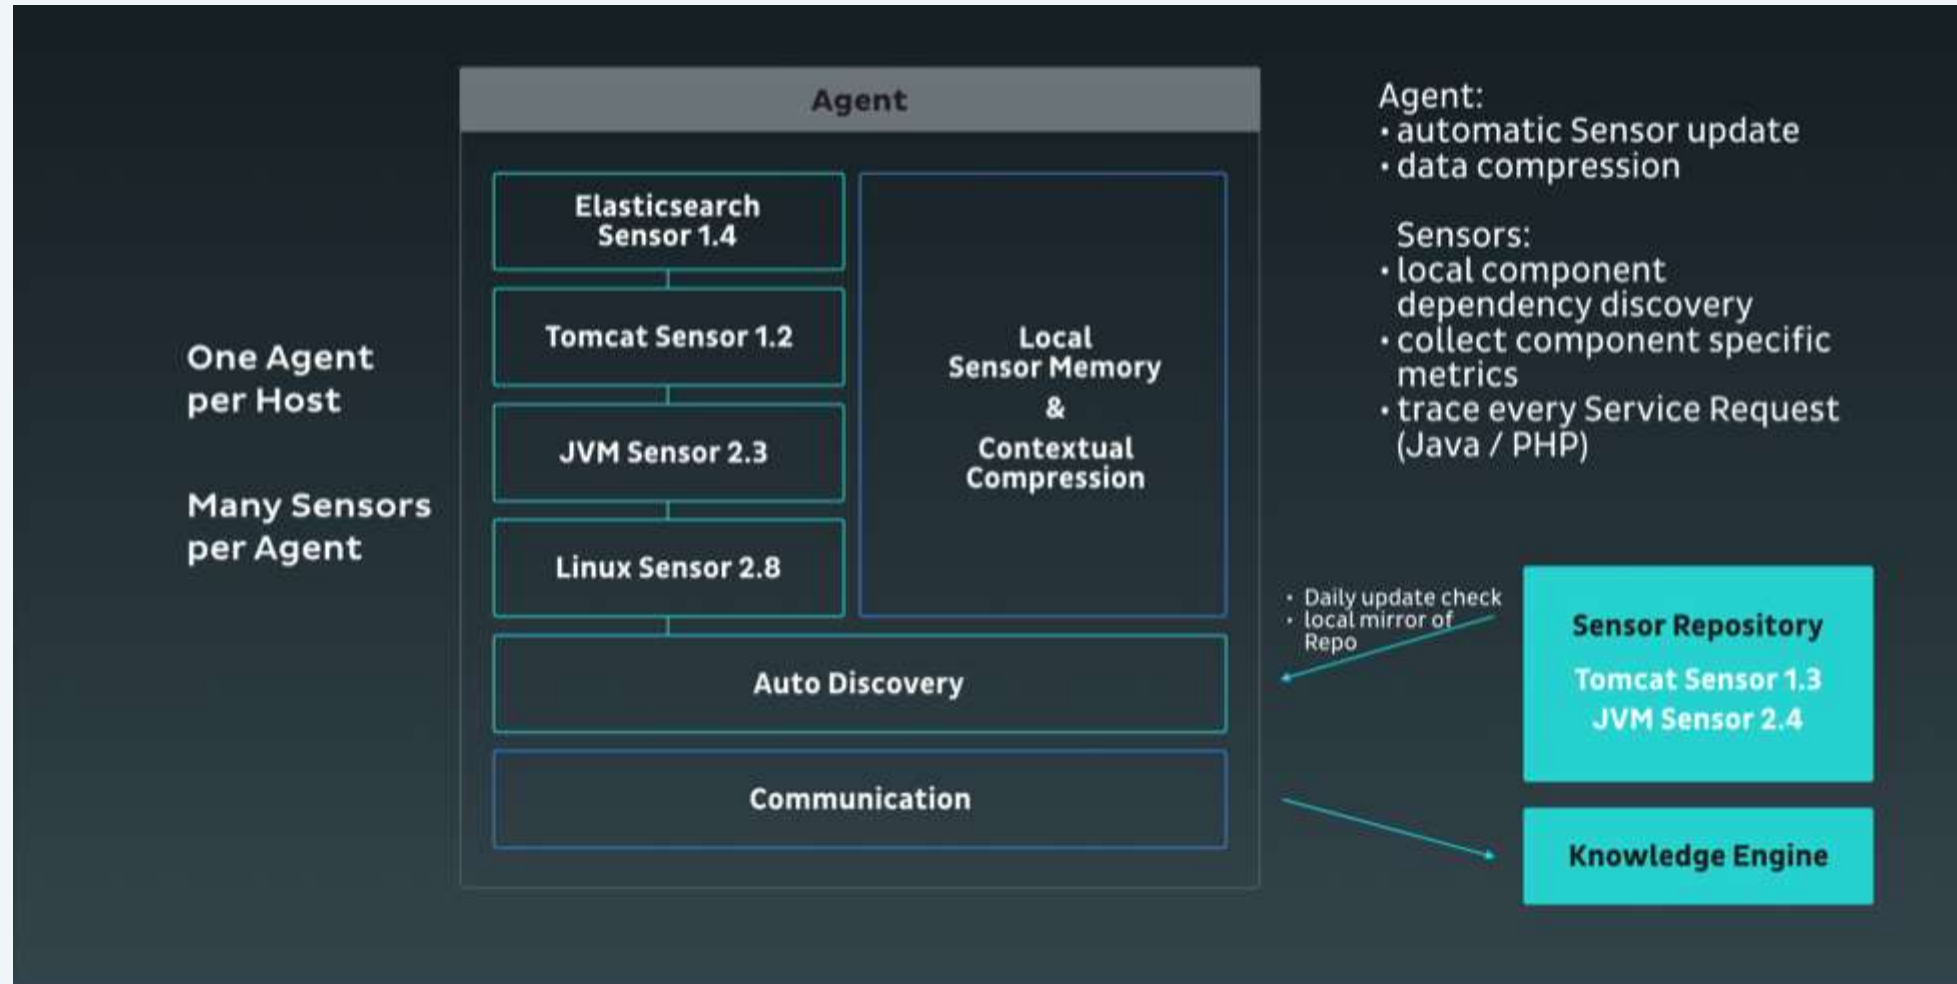 Agent
One Agent
per Host
Many Sensors
per Agent
Elasticsearch
Sensor 1.4
Tomcat Sensor 1.2
JVM Sensor 2.3
Linux Sensor 2.8
Local
Sensor Memory
&
Contextual
Compression
Auto Discovery
Communication
Agent:
• automatic Sensor update
• data compression
Sensors:
• local component
dependency discovery
• collect component specific
metrics
• trace every Service Request
(Java / PHP)
• Daily update check
• local mirror of
Repo
Sensor Repository
Tomcat Sensor 1.3
JVM Sensor 2.4
Knowledge Engine